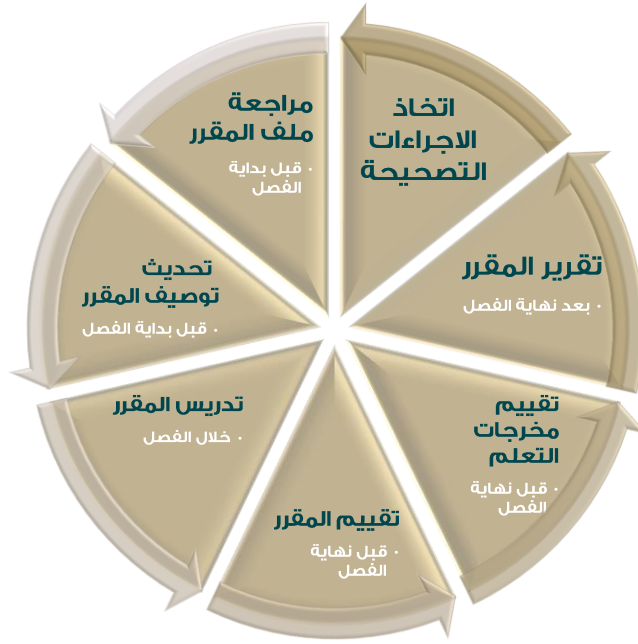 مراجعة
ملف المقرر
· قبل بداية
الفصل
تحديث
توصيف المقرر
· قبل بداية الفصل
تدريس المقرر
· خلال الفصل
تقييم المقرر
· قبل نهاية
الفصل
تقييم
مخرجات
التعلم
· قبل نهاية
الفصل
تقرير المقرر
· بعد نهاية الفصل
اتخاذ
الاجراءات
التصحيحة